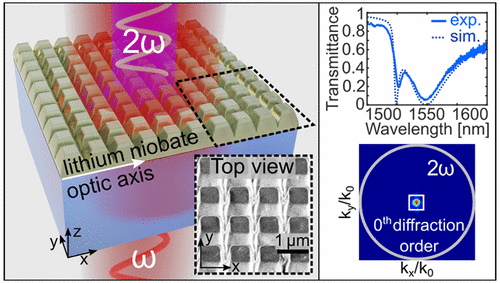 2ω
lithium niobate
optic axis
z
y
x
ω
Top view
y
x
1 μm
exp.
sim.
Transmittance
1
0.8
0.6
0.4
0.2
0
1500 1550 1600
Wavelength [nm]
2ω
0th diffraction
order
ky/k0
kx/k0